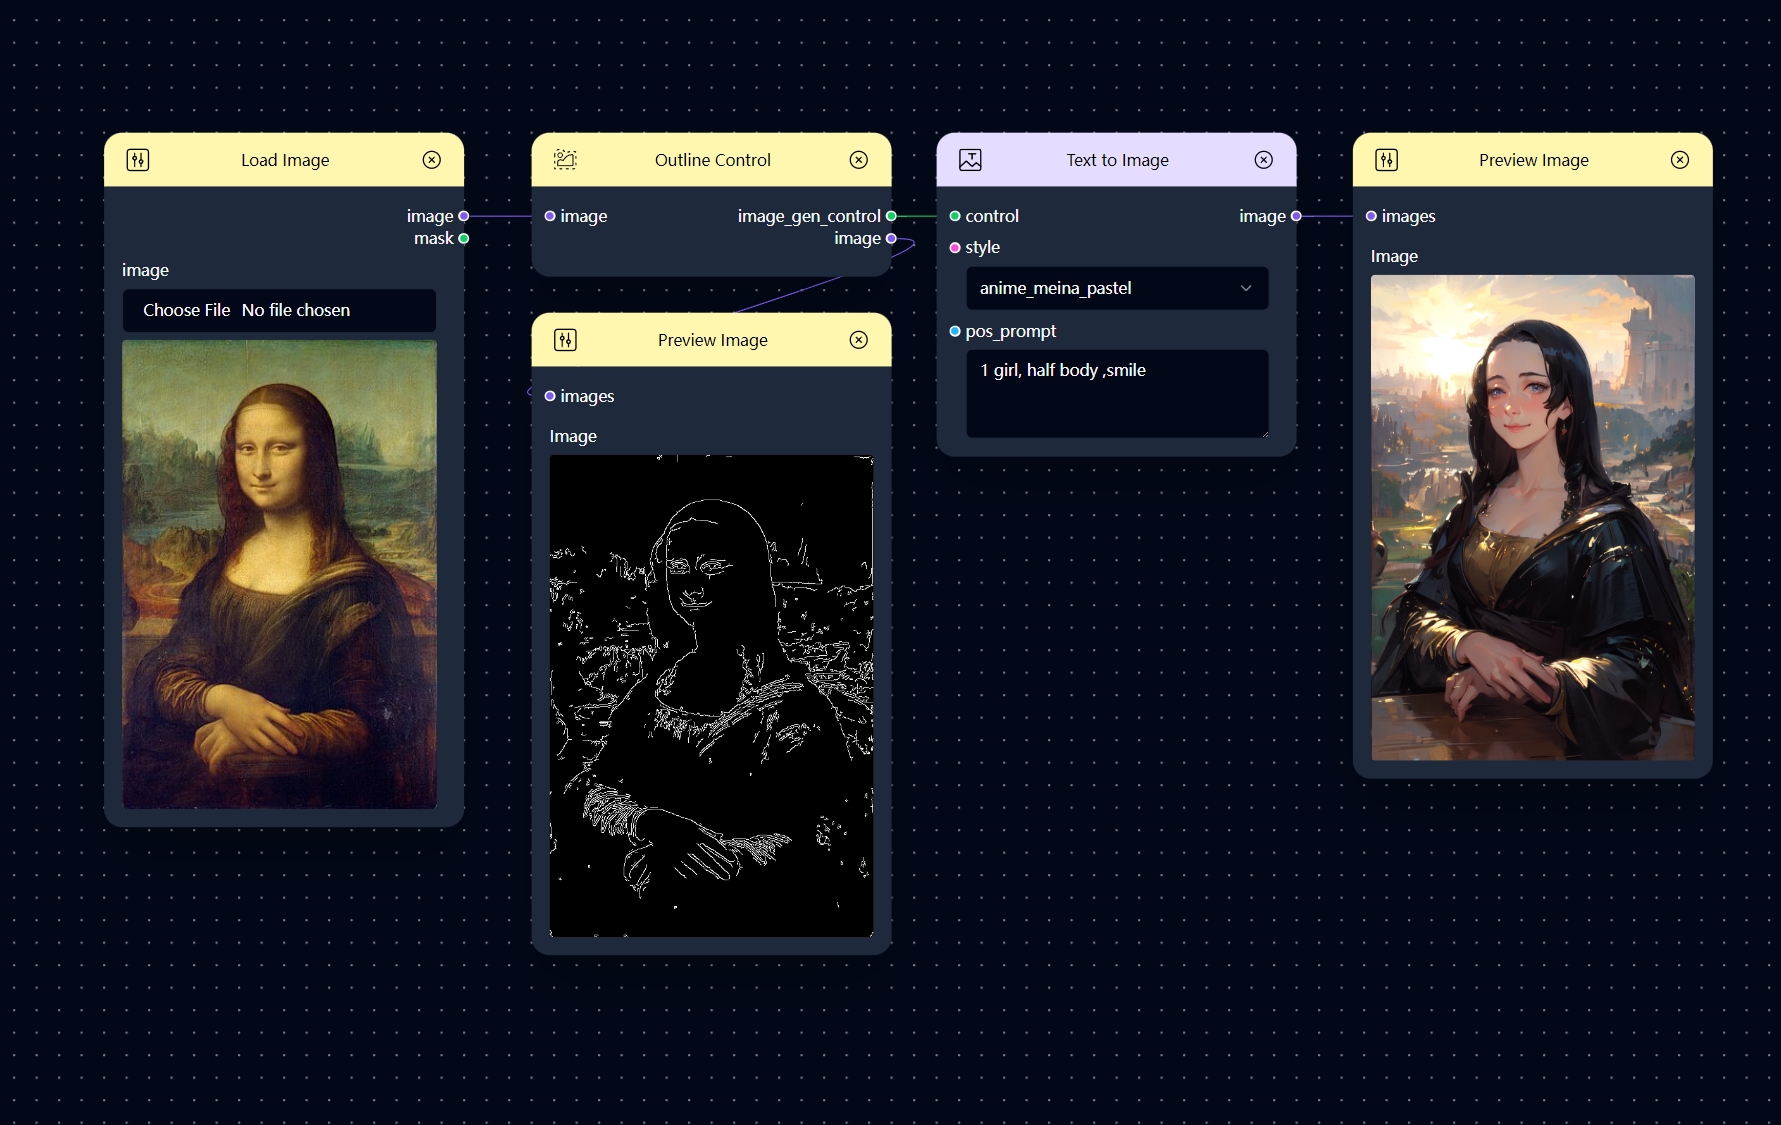 Load Image
image
mask
image
Choose File No file chosen
Outline Control
image image_gen_control
image
Preview Image
images
Image
Text to Image
control image
style
anime_meina_pastel
pos_prompt
1 girl, half body ,smile
Preview Image
images
Image